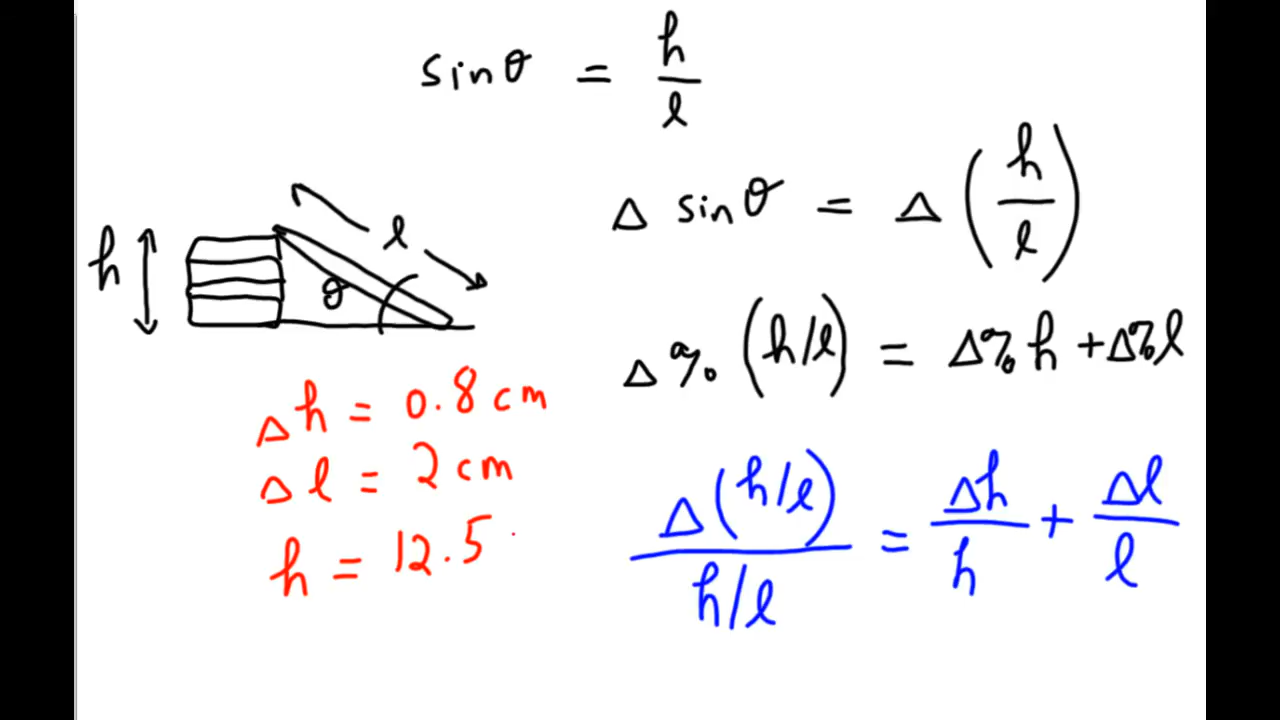 sinθ = h/l
Δ sinθ = Δ(h/l)
h
l
θ
Δ% (h/l) = Δ%h + Δ%l
Δh = 0.8 cm
Δl = 2 cm
h = 12.5
Δ(h/l)/h/l = Δh/h + Δl/l